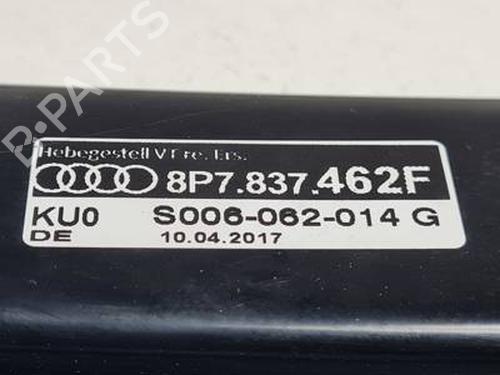 Hebegestell VT re. Ers.
8P7.837.462F
KU0 S006-062-014 G
DE 10.04.2017
B-PARTS